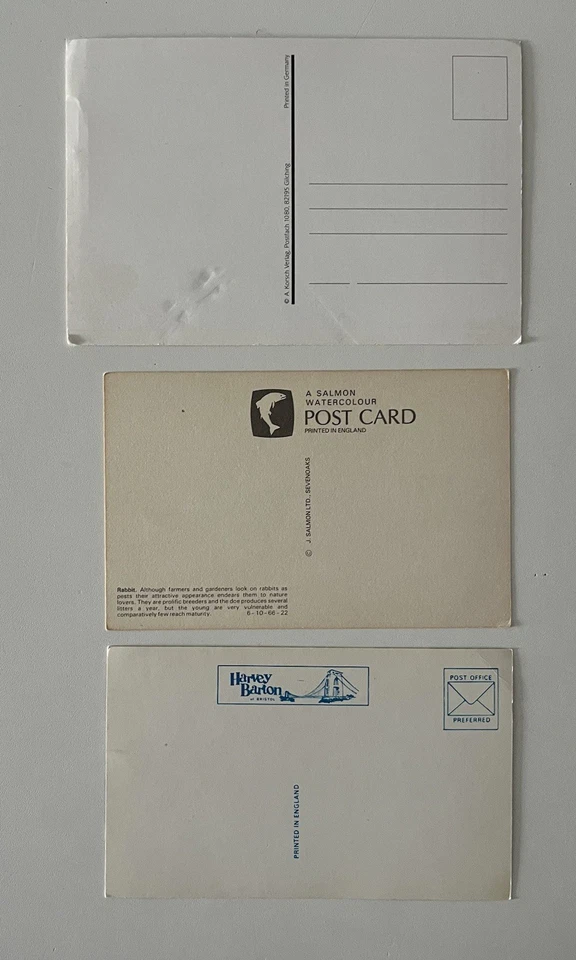 Printed in Germany
© A. Korsch Verlag, Postfach 1080, 82195 Gilching
A SALMON
WATERCOLOUR
POST CARD
PRINTED IN ENGLAND
© J. SALMON LTD., SEVENOAKS
Rabbit. Although farmers and gardeners look on rabbits as
pests their attractive appearance endears them to nature
lovers. They are prolific breeders and the doe produces several
litters a year, but the young are very vulnerable and
comparatively few reach maturity. 6-10-66-22
Harvey
Barton
of BRISTOL
POST OFFICE
PREFERRED
PRINTED IN ENGLAND